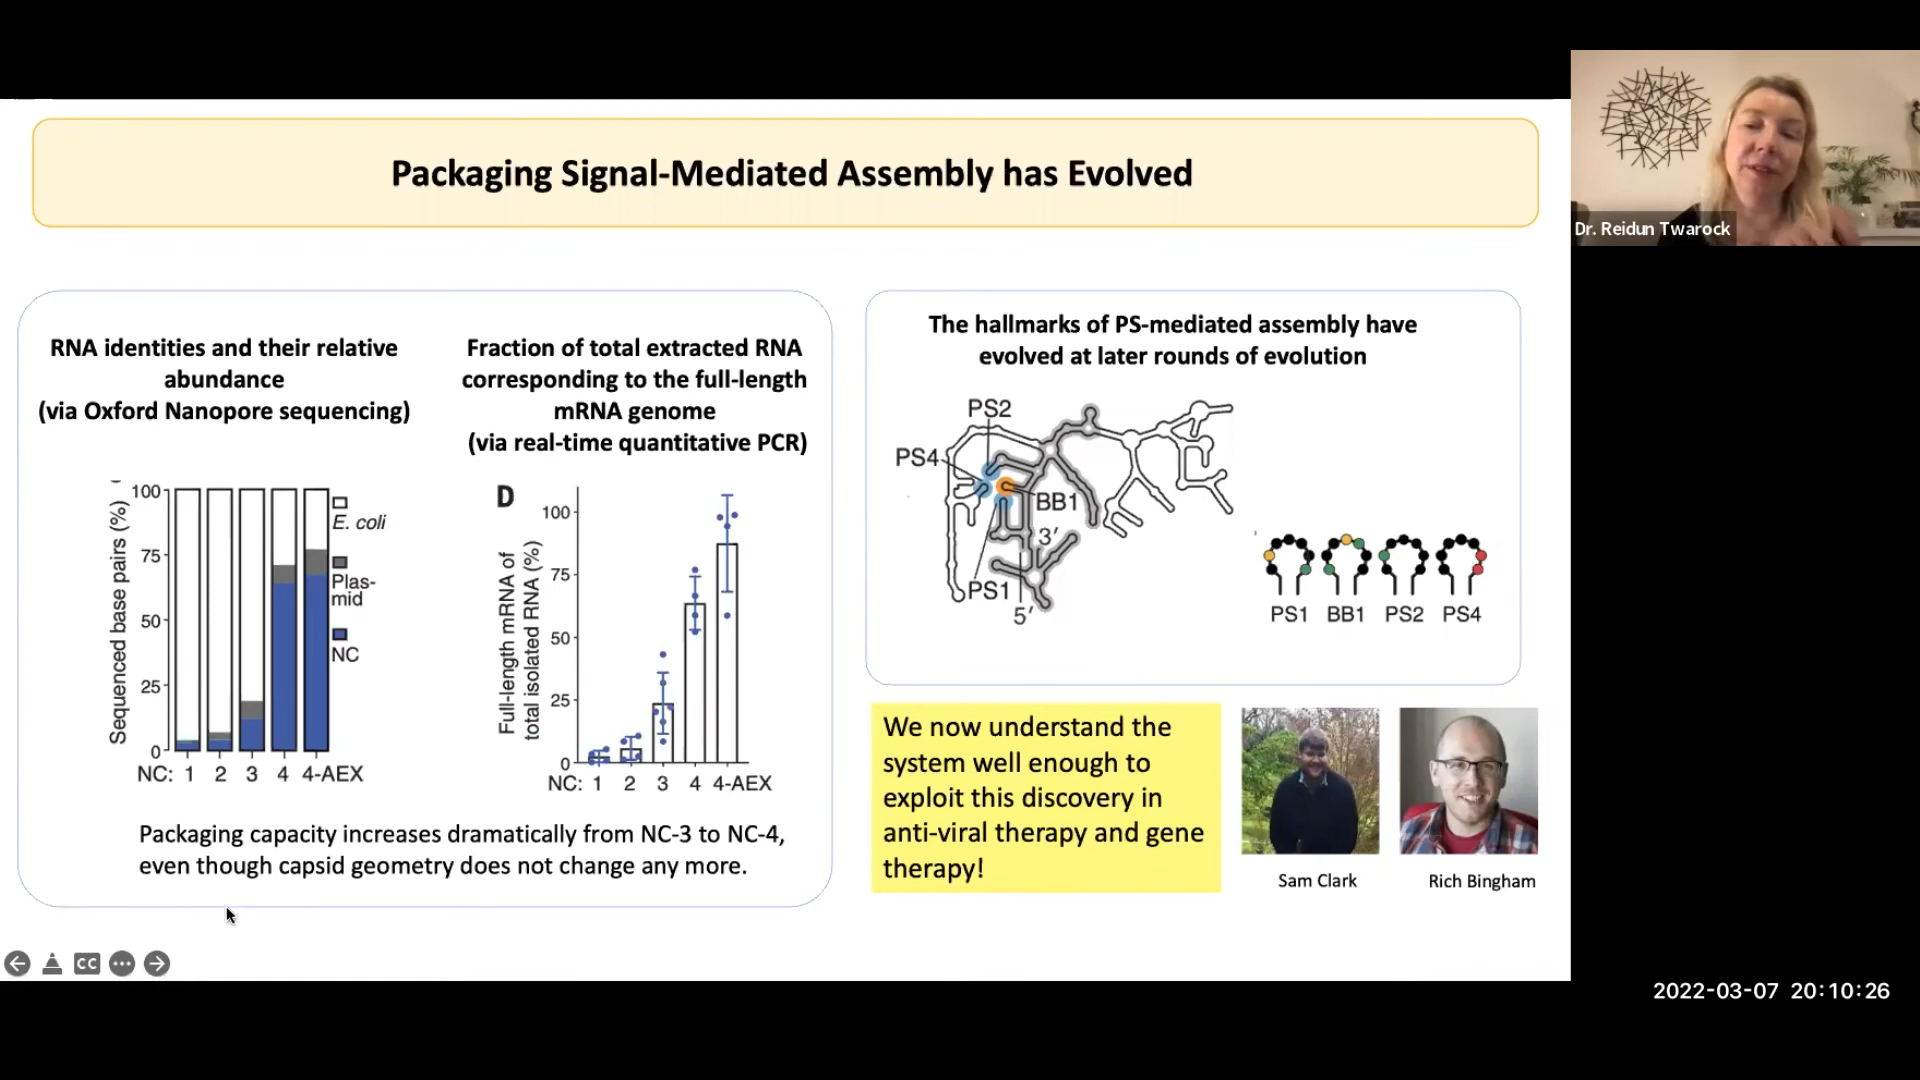 Packaging Signal-Mediated Assembly has Evolved
RNA identities and their relative
abundance
(via Oxford Nanopore sequencing)
Sequenced base pairs (%)
100
75
50
25
0
E. coli
Plas-
mid
NC
NC: 1 2 3 4 4-AEX
Fraction of total extracted RNA
corresponding to the full-length
mRNA genome
(via real-time quantitative PCR)
D
Full-length mRNA of
total isolated RNA (%)
100
75
50
25
0
NC: 1 2 3 4 4-AEX
Packaging capacity increases dramatically from NC-3 to NC-4,
even though capsid geometry does not change any more.
The hallmarks of PS-mediated assembly have
evolved at later rounds of evolution
PS2
PS4
BB1
3′
PS1
5′
PS1 BB1 PS2 PS4
We now understand the
system well enough to
exploit this discovery in
anti-viral therapy and gene
therapy!
Sam Clark
Rich Bingham
CC
Dr. Reidun Twarock
2022-03-07 20:10:26